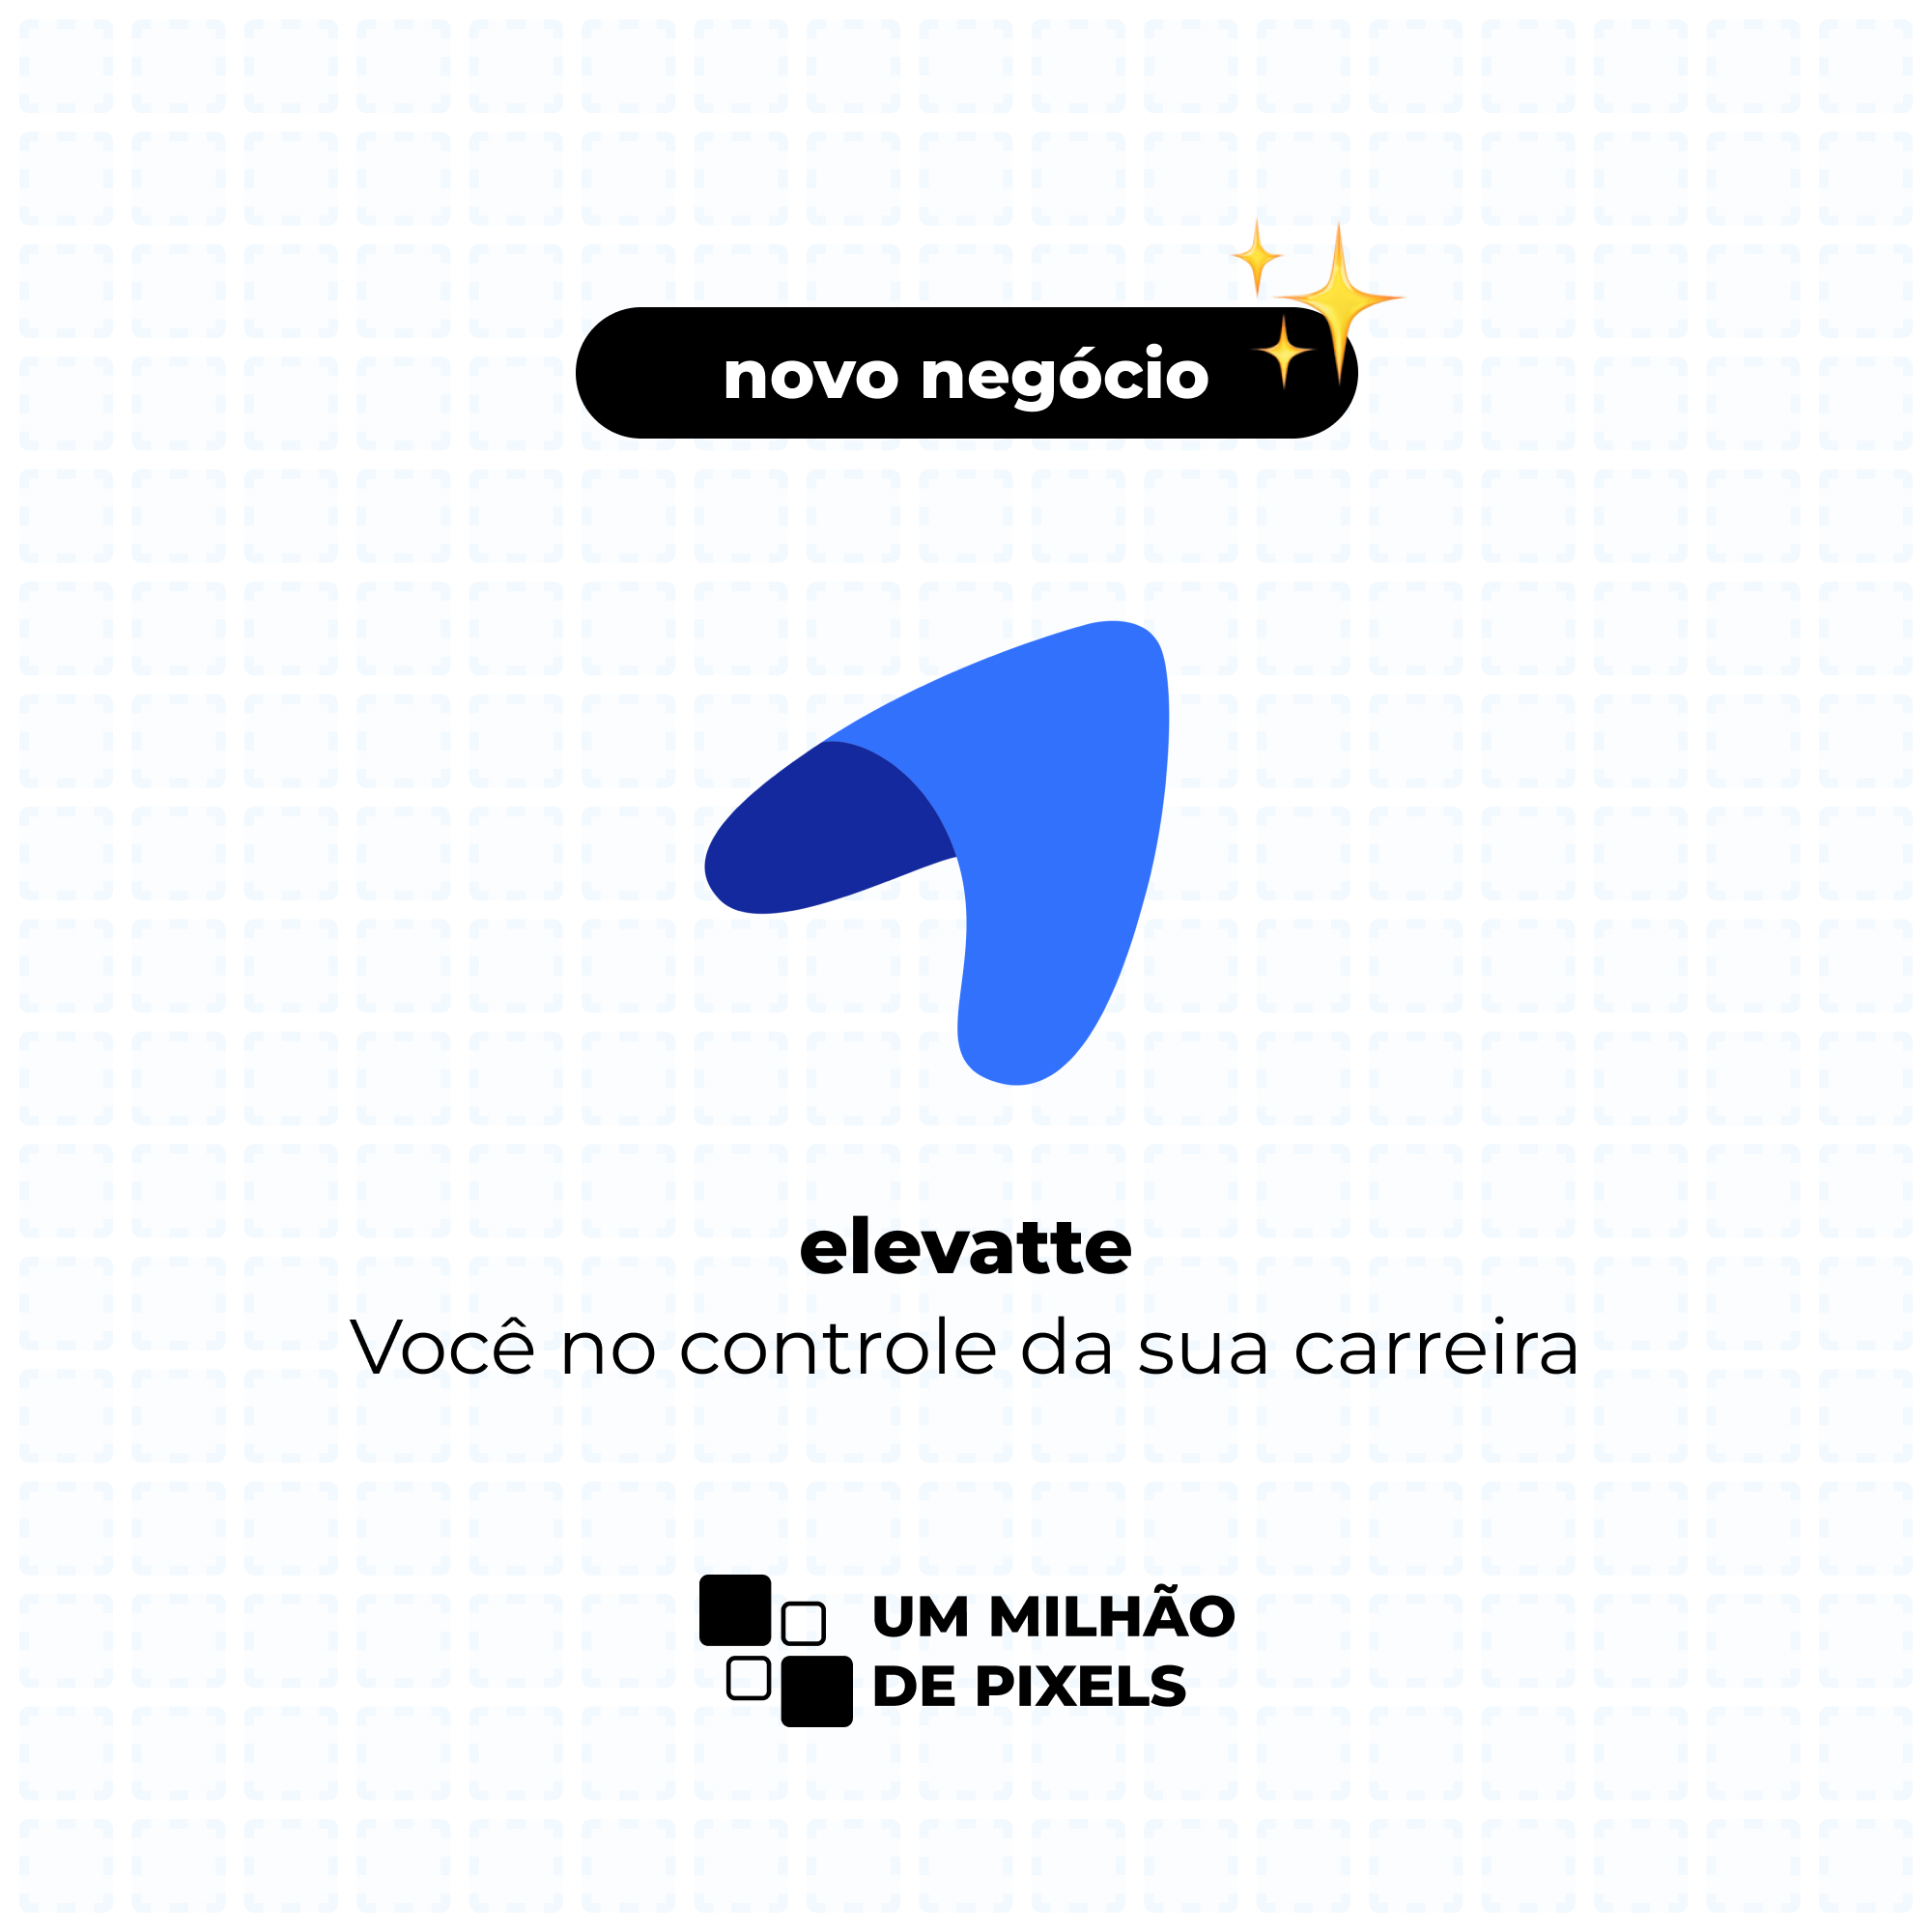 novo negócio
elevatte
Você no controle da sua carreira
UM MILHÃO
DE PIXELS